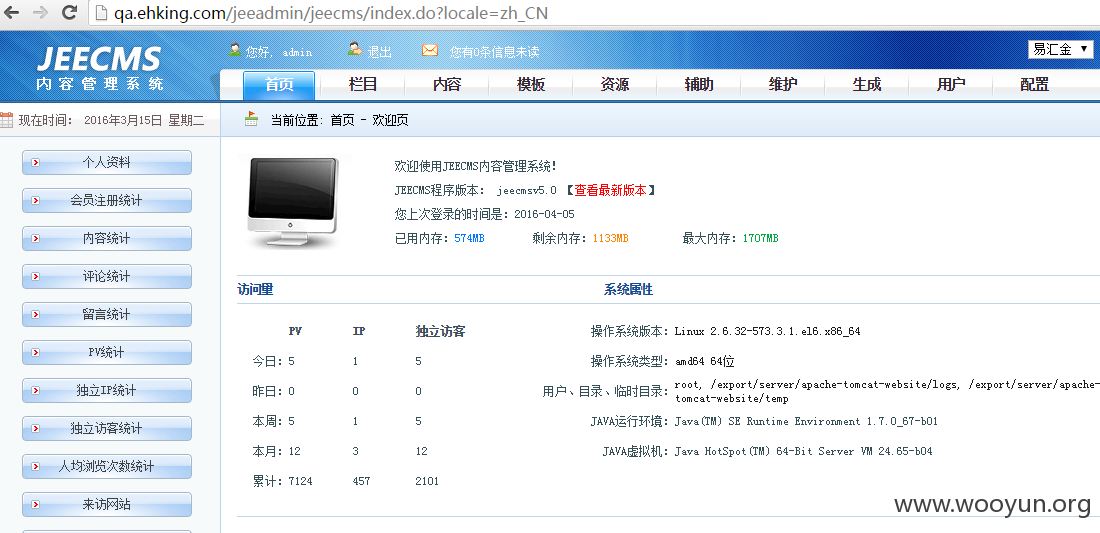 qa.ehking.com/jeeadmin/jeecms/index.do?locale=zh_CN
JEECMS
内容管理系统
您好, admin 退出 您有0条信息未读
易汇金
首页 栏目 内容 模板 资源 辅助 维护 生成 用户 配置
现在时间: 2016年3月15日 星期二
当前位置: 首页 - 欢迎页
个人资料
会员注册统计
内容统计
评论统计
留言统计
PV统计
独立IP统计
独立访客统计
人均浏览次数统计
来访网站
欢迎使用JEECMS内容管理系统!
JEECMS程序版本: jeecmsv5.0 【查看最新版本】
您上次登录的时间是: 2016-04-05
已用内存: 574MB 剩余内存: 1133MB 最大内存: 1707MB
访问量
PV IP 独立访客
今日: 5 1 5
昨日: 0 0 0
本周: 5 1 5
本月: 12 3 12
累计: 7124 457 2101
系统属性
操作系统版本: Linux 2.6.32-573.3.1.el6.x86_64
操作系统类型: amd64 64位
用户、目录、临时目录: root, /export/server/apache-tomcat-website/logs, /export/server/apache-
tomcat-website/temp
JAVA运行环境: Java(TM) SE Runtime Environment 1.7.0_67-b01
JAVA虚拟机: Java HotSpot(TM) 64-Bit Server VM 24.65-b04
www.wooyun.org